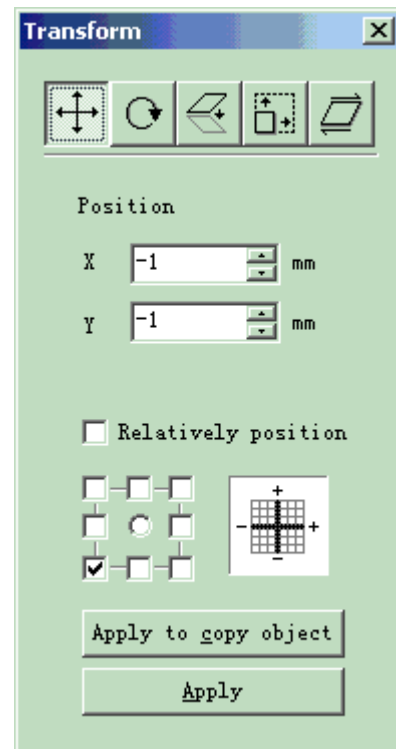 Transform
Position
X -1 mm
Y -1 mm
Relatively position
+
- +
-
Apply to copy object
Apply